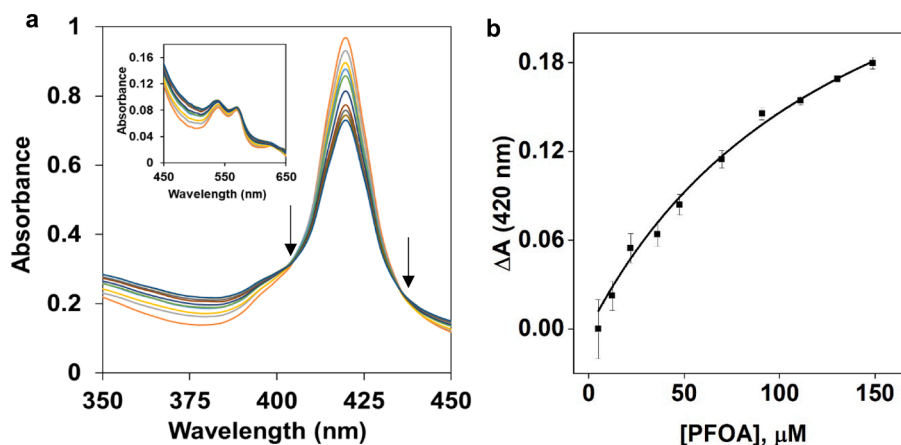 a
1
0.8
0.6
0.4
0.2
0
Absorbance
350 375 400 425 450
Wavelength (nm)
0.16
0.12
0.08
0.04
0
Absorbance
450 550 650
Wavelength (nm)
b
0.18
0.12
0.06
0.00
ΔA (420 nm)
0 50 100 150
[PFOA], μM